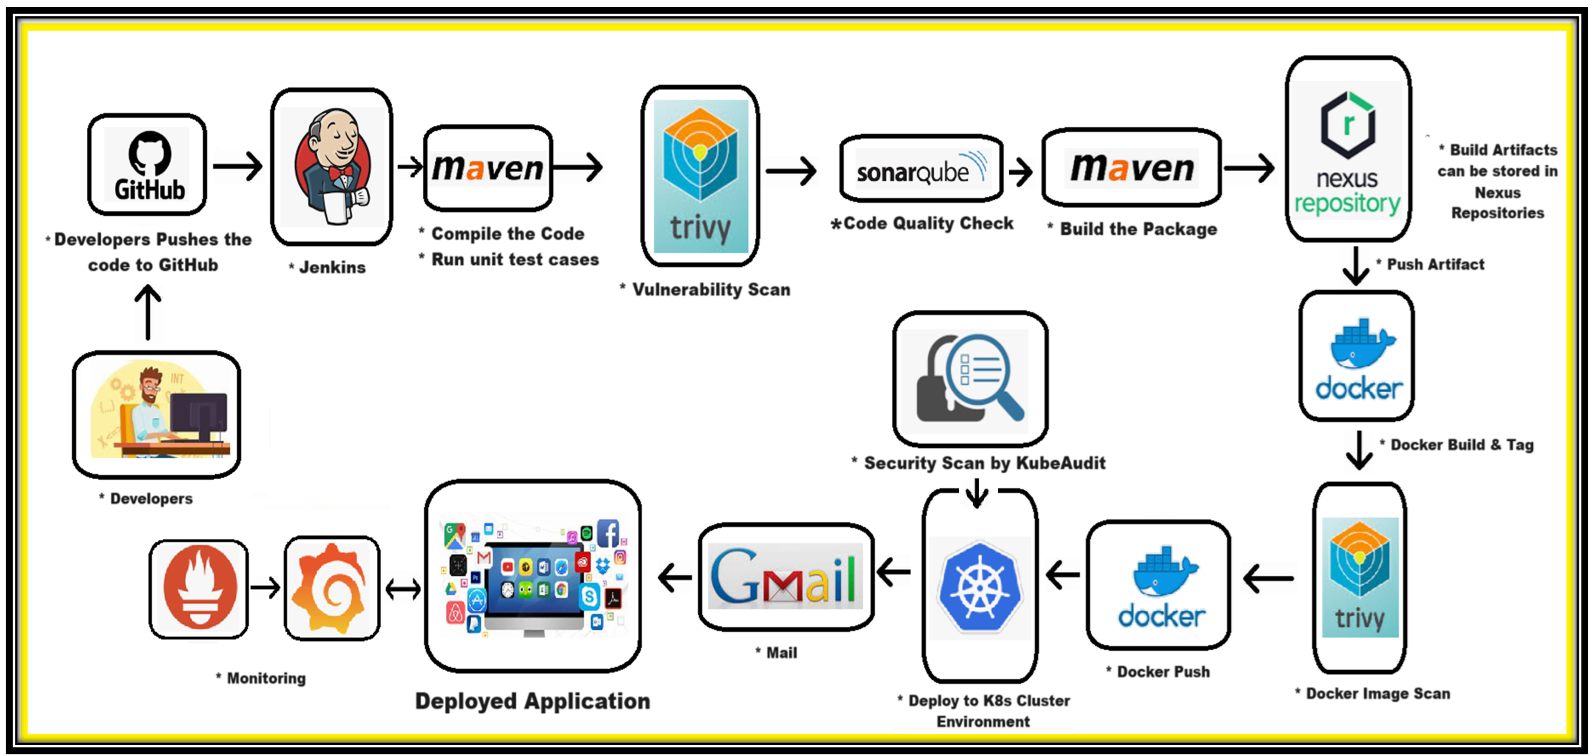 GitHub
* Developers Pushes the
code to GitHub
* Jenkins
maven
* Compile the Code
* Run unit test cases
trivy
* Vulnerability Scan
sonarqube
*Code Quality Check
maven
* Build the Package
nexus
repository
* Build Artifacts
can be stored in
Nexus
Repositories
* Push Artifact
docker
* Docker Build & Tag
trivy
* Docker Image Scan
docker
* Docker Push
* Security Scan by KubeAudit
* Deploy to K8s Cluster
Environment
Gmail
* Mail
Deployed Application
* Monitoring
INT
* Developers